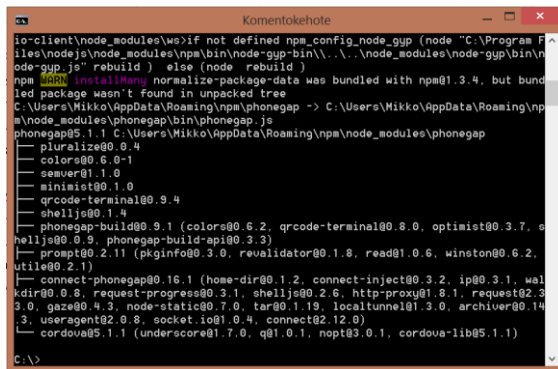 Komentokehote
io-client\node_modules\ws>if not defined npm_config_node_gyp (node "C:\Program F
iles\nodejs\node_modules\npm\bin\node-gyp-bin\\..\..\node_modules\node-gyp\bin\n
ode-gyp.js" rebuild )  else (node  rebuild )
npm WARN installMany normalize-package-data was bundled with npm@1.3.4, but bund
led package wasn't found in unpacked tree
C:\Users\Mikko\AppData\Roaming\npm\phonegap -> C:\Users\Mikko\AppData\Roaming\np
m\node_modules\phonegap\bin\phonegap.js
phonegap@5.1.1 C:\Users\Mikko\AppData\Roaming\npm\node_modules\phonegap
├── pluralize@0.0.4
├── colors@0.6.0-1
├── semver@1.1.0
├── minimist@0.1.0
├── qrcode-terminal@0.9.4
├── shelljs@0.1.4
├── phonegap-build@0.9.1 (colors@0.6.2, qrcode-terminal@0.8.0, optimist@0.3.7, s
helljs@0.0.9, phonegap-build-api@0.3.3)
├── prompt@0.2.11 (pkginfo@0.3.0, revalidator@0.1.8, read@1.0.6, winston@0.6.2,
utile@0.2.1)
├── connect-phonegap@0.16.1 (home-dir@0.1.2, connect-inject@0.3.2, ip@0.3.1, wal
kdir@0.0.8, request-progress@0.3.1, shelljs@0.2.6, http-proxy@1.8.1, request@2.3
3.0, gaze@0.4.3, node-static@0.7.0, tar@0.1.19, localtunnel@1.3.0, archiver@0.14
.3, useragent@2.0.8, socket.io@1.0.4, connect@2.12.0)
└── cordova@5.1.1 (underscore@1.7.0, q@1.0.1, nopt@3.0.1, cordova-lib@5.1.1)
C:\>